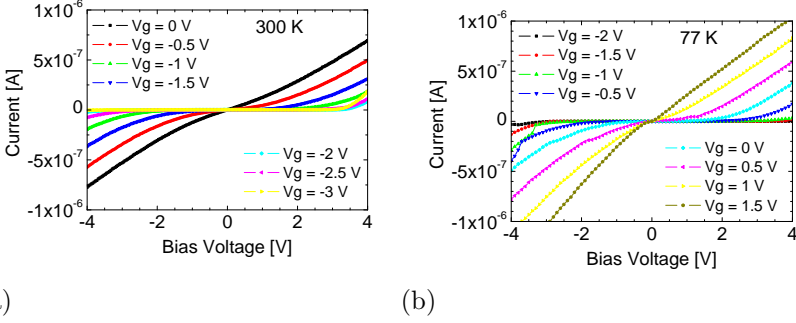 1x10^-6
5x10^-7
0
-5x10^-7
-1x10^-6
Current [A]
Vg = 0 V
Vg = -0.5 V
Vg = -1 V
Vg = -1.5 V
300 K
Vg = -2 V
Vg = -2.5 V
Vg = -3 V
-4 -2 0 2 4
Bias Voltage [V]
)
1x10^-6
5x10^-7
0
-5x10^-7
-1x10^-6
Current [A]
Vg = -2 V
Vg = -1.5 V
Vg = -1 V
Vg = -0.5 V
77 K
Vg = 0 V
Vg = 0.5 V
Vg = 1 V
Vg = 1.5 V
-4 -2 0 2 4
Bias Voltage [V]
(b)